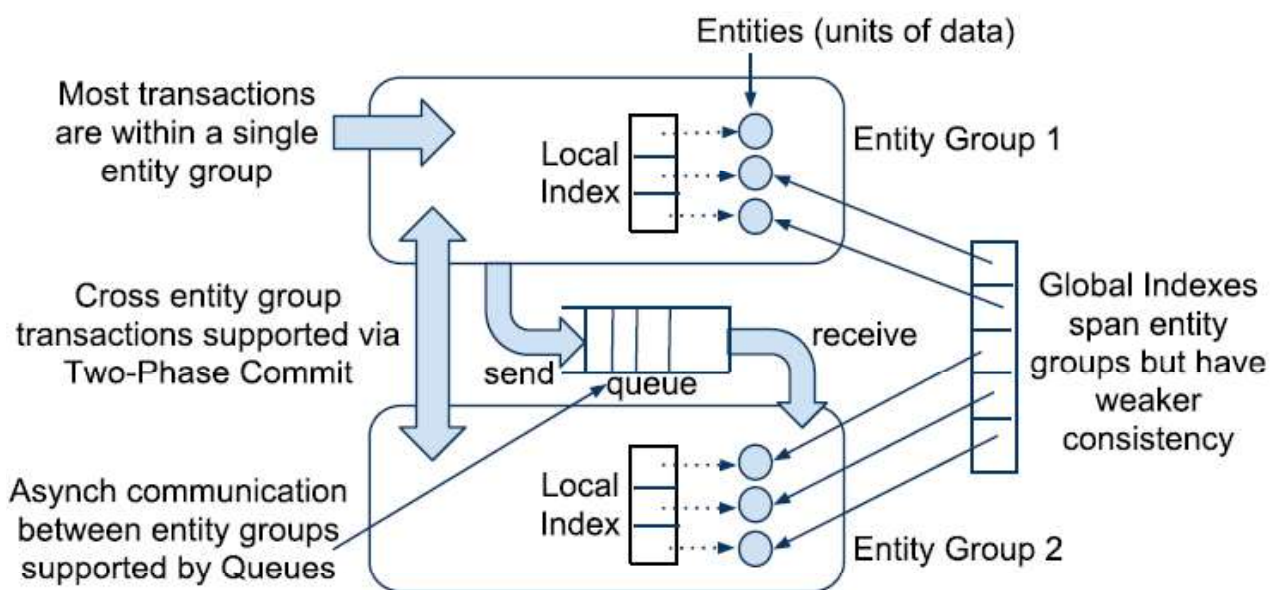 Entities (units of data)
Most transactions
are within a single
entity group
Local
Index
Entity Group 1
Cross entity group
transactions supported via
Two-Phase Commit
send
queue
receive
Global Indexes
span entity
groups but have
weaker
consistency
Asynch communication
between entity groups
supported by Queues
Local
Index
Entity Group 2